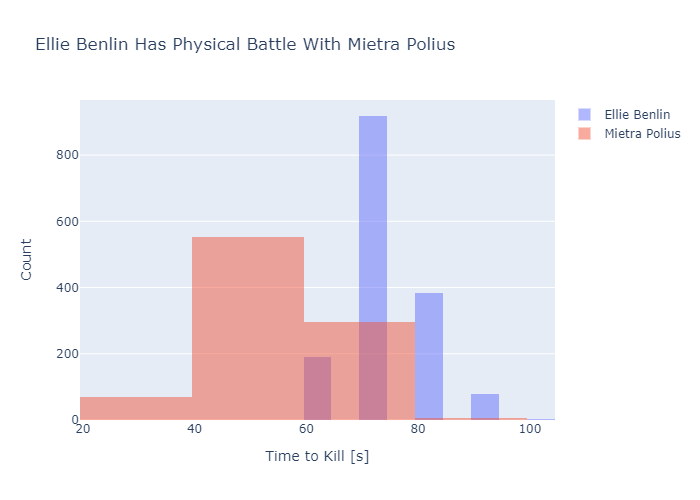 Ellie Benlin Has Physical Battle With Mietra Polius
Ellie Benlin
Mietra Polius
800
600
400
200
0
Count
20 40 60 80 100
Time to Kill [s]